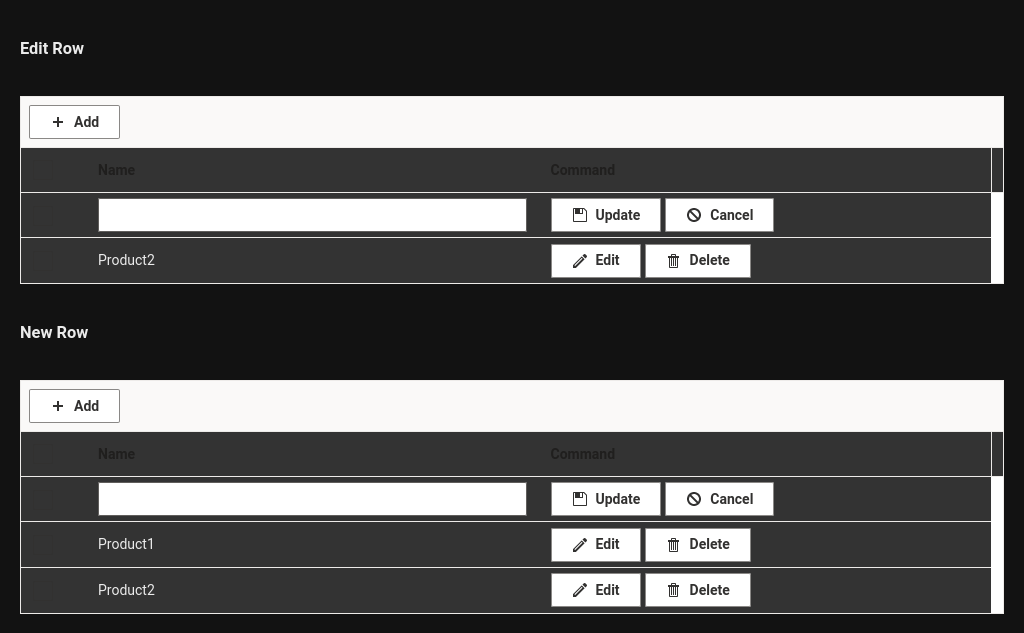 Edit Row
Add
Name Command
Update Cancel
Product2 Edit Delete
New Row
Add
Name Command
Update Cancel
Product1 Edit Delete
Product2 Edit Delete